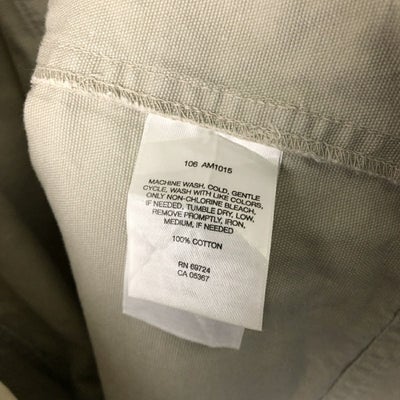 106 AM1015
MACHINE WASH, COLD, GENTLE
CYCLE, WASH WITH LIKE COLORS,
ONLY NON-CHLORINE BLEACH,
IF NEEDED, TUMBLE DRY, LOW,
REMOVE PROMPTLY, IRON,
MEDIUM, IF NEEDED
100% COTTON
RN 69724
CA 05367